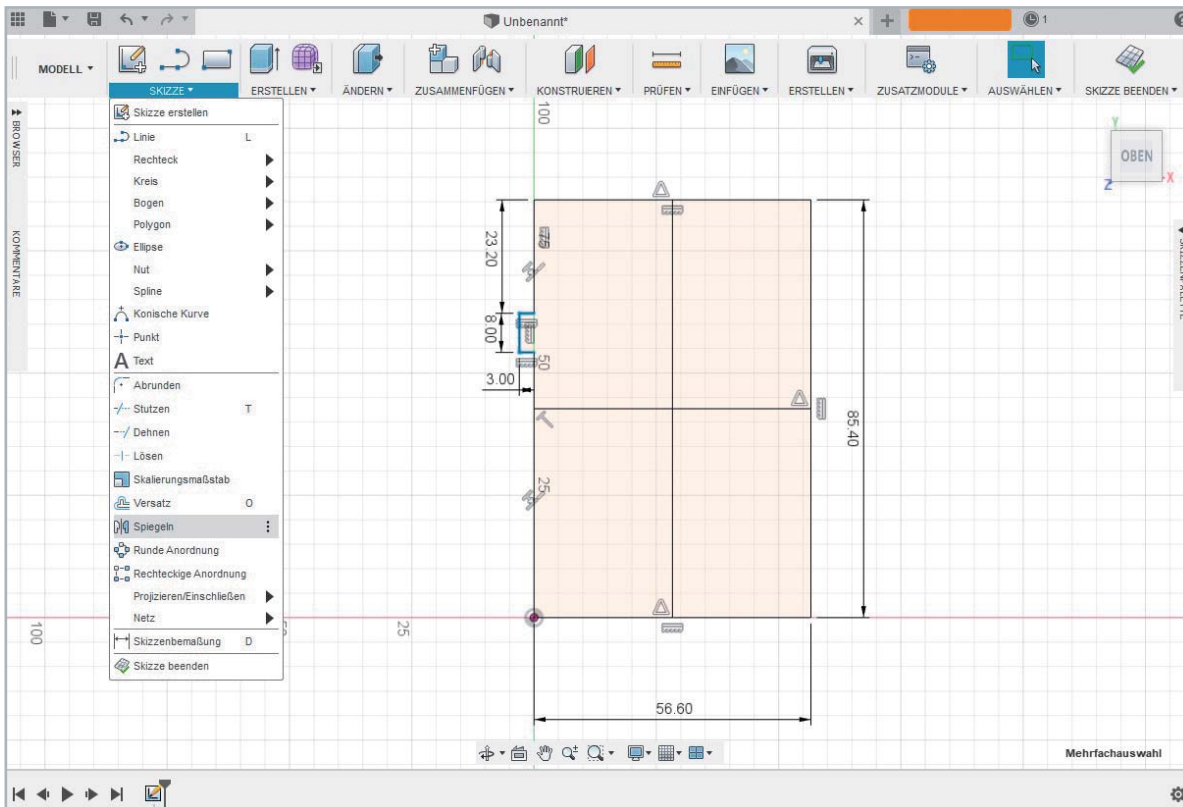 Unbenannt*
1
MODELL
SKIZZE
ERSTELLEN
ÄNDERN
ZUSAMMENFÜGEN
KONSTRUIEREN
PRÜFEN
EINFÜGEN
ERSTELLEN
ZUSATZMODULE
AUSWÄHLEN
SKIZZE BEENDEN
BROWSER
KOMMENTARE
Skizze erstellen
Linie L
Rechteck
Kreis
Bogen
Polygon
Ellipse
Nut
Spline
Konische Kurve
Punkt
Text
Abrunden
Stutzen T
Dehnen
Lösen
Skalierungsmaßstab
Versatz O
Spiegeln
Runde Anordnung
Rechteckige Anordnung
Projizieren/Einschließen
Netz
Skizzenbemaßung D
Skizze beenden
100
75
50
25
23.20
8.00
3.00
85.40
56.60
100
25
Y
OBEN
Z
X
Mehrfachauswahl